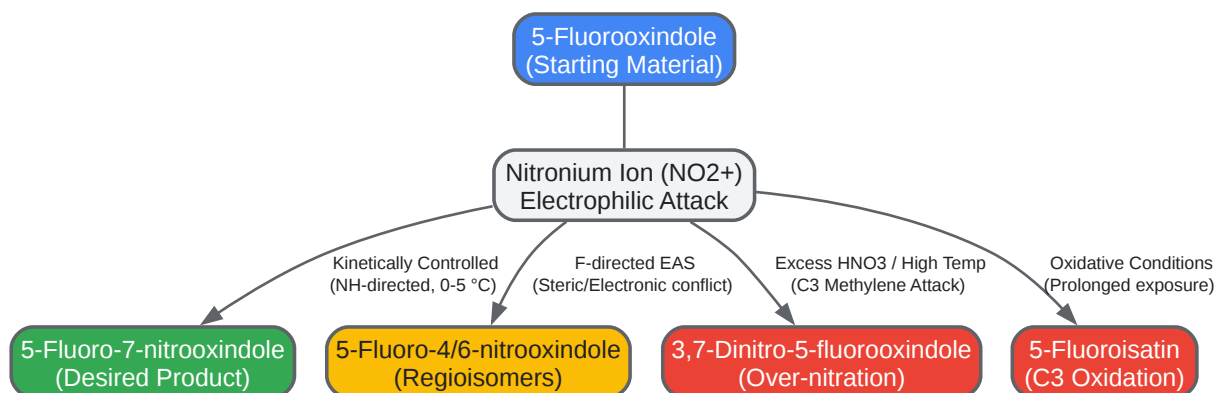 5-Fluorooxindole
(Starting Material)
Nitronium Ion (NO2+)
Electrophilic Attack
Kinetically Controlled
(NH-directed, 0-5 °C)
F-directed EAS
(Steric/Electronic conflict)
Excess HNO3 / High Temp
(C3 Methylene Attack)
Oxidative Conditions
(Prolonged exposure)
5-Fluoro-7-nitrooxindole
(Desired Product)
5-Fluoro-4/6-nitrooxindole
(Regioisomers)
3,7-Dinitro-5-fluorooxindole
(Over-nitration)
5-Fluoroisatin
(C3 Oxidation)